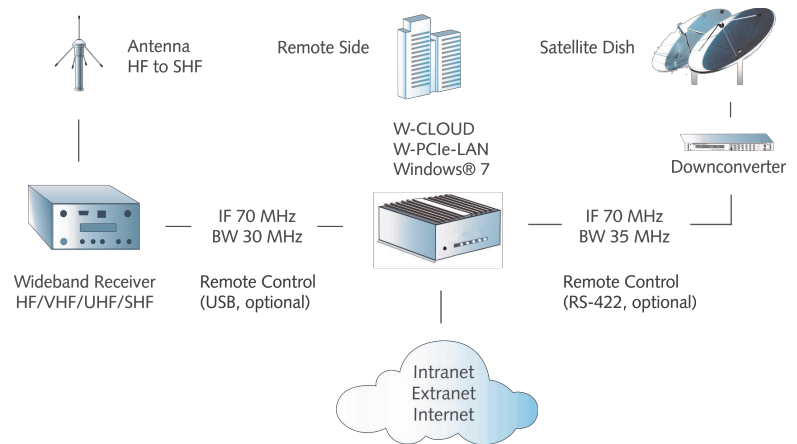 Antenna
HF to SHF
Remote Side
Satellite Dish
W-CLOUD
W-PCIe-LAN
Windows® 7
Downconverter
IF 70 MHz
BW 30 MHz
IF 70 MHz
BW 35 MHz
Wideband Receiver
HF/VHF/UHF/SHF
Remote Control
(USB, optional)
Remote Control
(RS-422, optional)
Intranet
Extranet
Internet